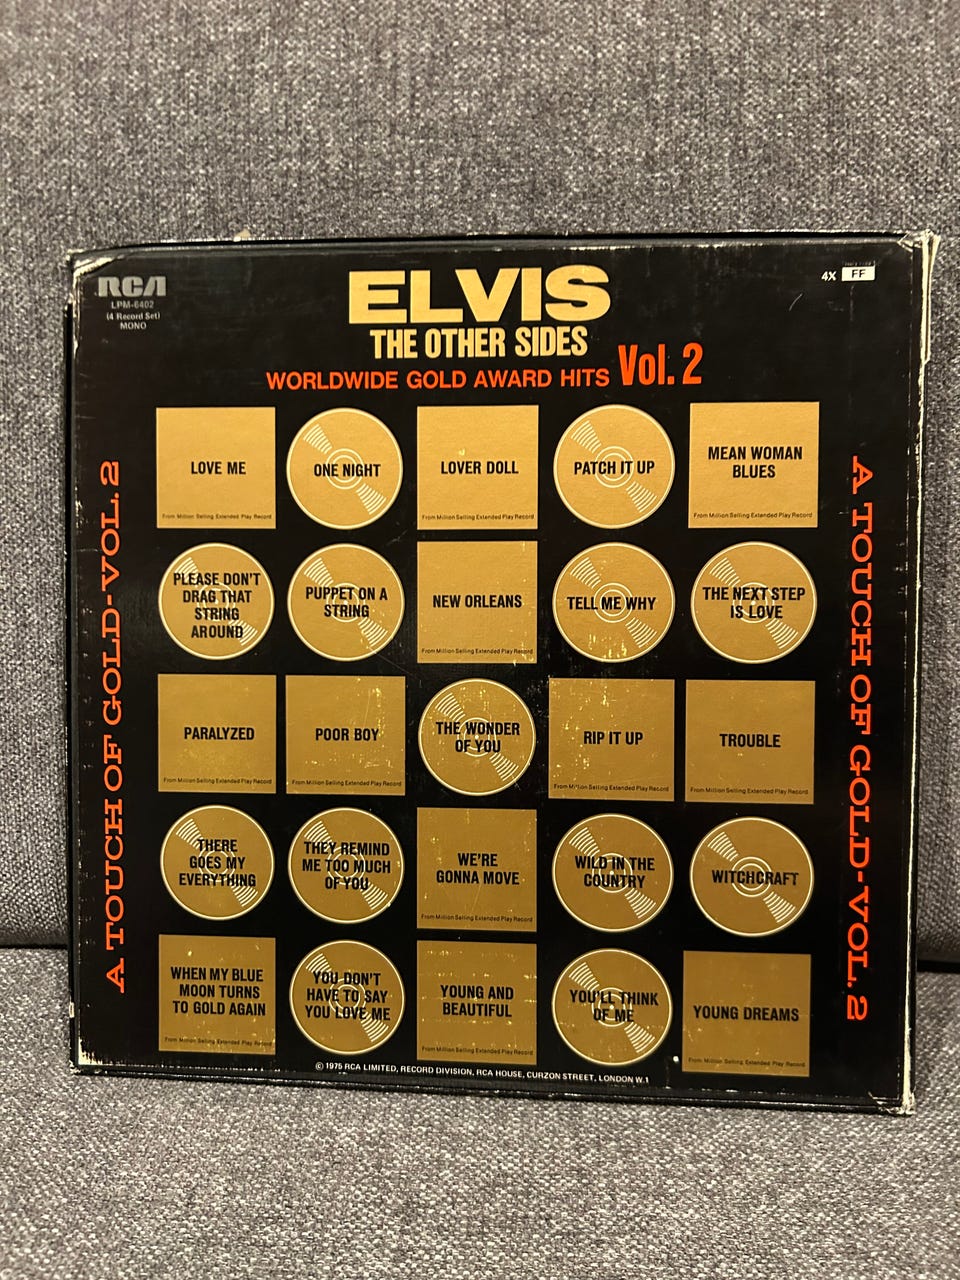 RCA
LPM-6402
(4 Record Set)
MONO
ELVIS
THE OTHER SIDES
WORLDWIDE GOLD AWARD HITS Vol. 2
4X FF
A TOUCH OF GOLD-VOL. 2
LOVE ME
From Million Selling Extended Play Record
ONE NIGHT
LOVER DOLL
From Million Selling Extended Play Record
PATCH IT UP
MEAN WOMAN
BLUES
From Million Selling Extended Play Record
PLEASE DON'T
DRAG THAT
STRING
AROUND
PUPPET ON A
STRING
NEW ORLEANS
From Million Selling Extended Play Record
TELL ME WHY
THE NEXT STEP
IS LOVE
PARALYZED
From Million Selling Extended Play Record
POOR BOY
From Million Selling Extended Play Record
THE WONDER
OF YOU
RIP IT UP
From Million Selling Extended Play Record
TROUBLE
From Million Selling Extended Play Record
THERE
GOES MY
EVERYTHING
THEY REMIND
ME TOO MUCH
OF YOU
WE'RE
GONNA MOVE
From Million Selling Extended Play Record
WILD IN THE
COUNTRY
WITCHCRAFT
WHEN MY BLUE
MOON TURNS
TO GOLD AGAIN
From Million Selling Extended Play Record
YOU DON'T
HAVE TO SAY
YOU LOVE ME
YOUNG AND
BEAUTIFUL
From Million Selling Extended Play Record
YOU'LL THINK
OF ME
YOUNG DREAMS
From Million Selling Extended Play Record
A TOUCH OF GOLD-VOL. 2
© 1975 RCA LIMITED, RECORD DIVISION, RCA HOUSE, CURZON STREET, LONDON W.1